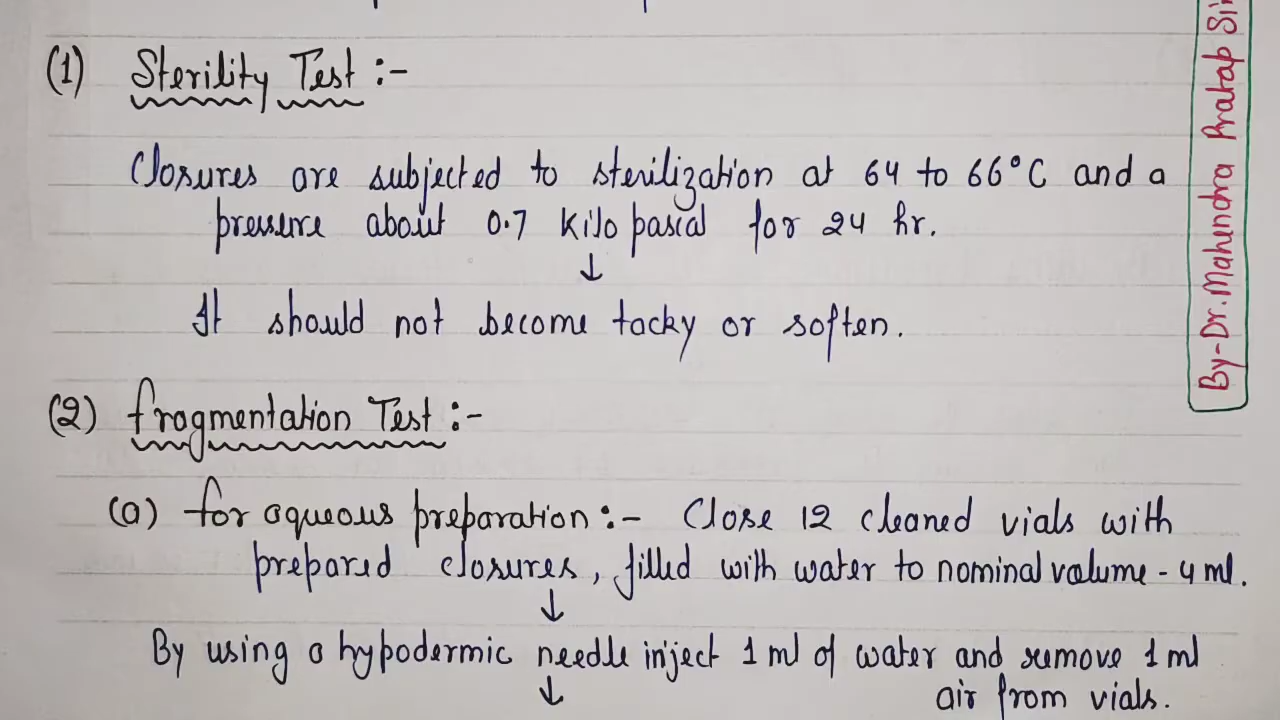 (1) Sterility Test :-
Closures are subjected to sterilization at 64 to 66°C and a
pressure about 0.7 Kilo pascal for 24 hr.
↓
It should not become tacky or soften.
(2) fragmentation Test :-
(a) for aqueous preparation :- Close 12 cleaned vials with
prepared closures, filled with water to nominal volume - 4 ml.
↓
By using a hypodermic needle inject 1 ml of water and remove 1 ml
air from vials.
↓
By-Dr. Mahendra Pratap